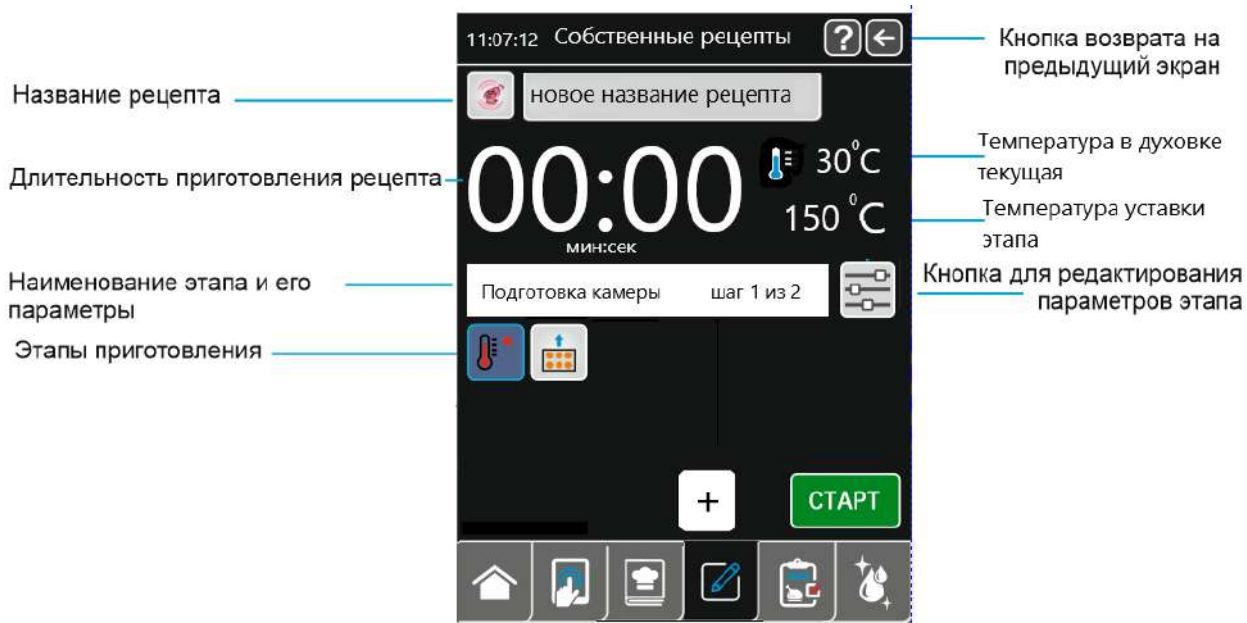 11:07:12 Собственные рецепты ?
Кнопка возврата на
предыдущий экран
Название рецепта
новое название рецепта
Длительность приготовления рецепта
00:00
мин:сек
30°C
Температура в духовке
текущая
150 °C
Температура уставки
этапа
Наименование этапа и его
параметры
Подготовка камеры шаг 1 из 2
Кнопка для редактирования
параметров этапа
Этапы приготовления
+
СТАРТ